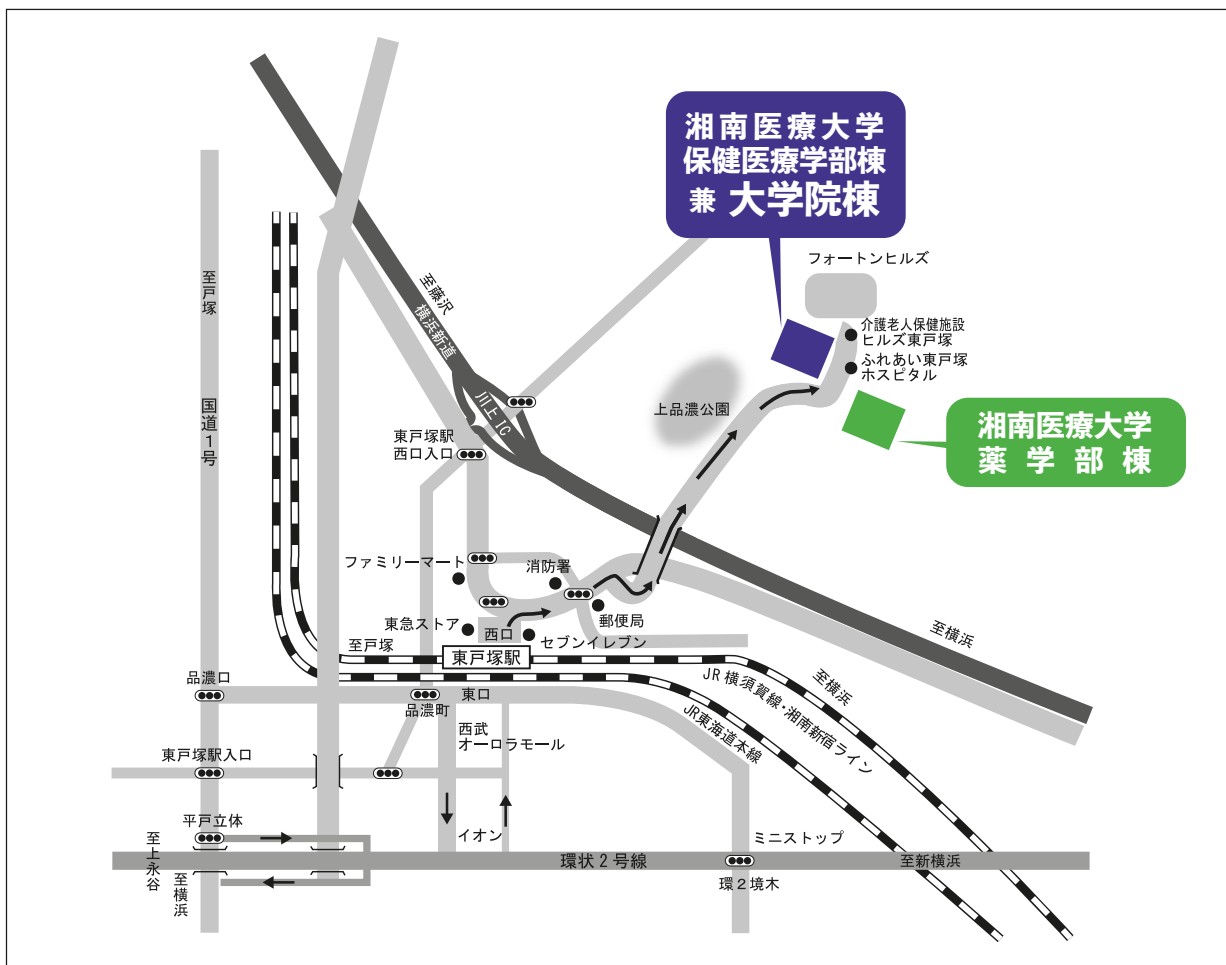 湘南医療大学
保健医療学部棟
兼 大学院棟
フォートンヒルズ
介護老人保健施設
ヒルズ東戸塚
ふれあい東戸塚
ホスピタル
上品濃公園
湘南医療大学
薬学部棟
至藤沢
横浜新道
川上IC
至戸塚
国道1号
東戸塚駅
西口入口
ファミリーマート
消防署
郵便局
東急ストア
西口
セブンイレブン
至戸塚
東戸塚駅
至横浜
至横浜
JR横須賀線・湘南新宿ライン
JR東海道本線
品濃口
品濃町
東口
西武
オーロラモール
東戸塚駅入口
平戸立体
イオン
ミニストップ
至上永谷
至横浜
環状2号線
至新横浜
環2境木